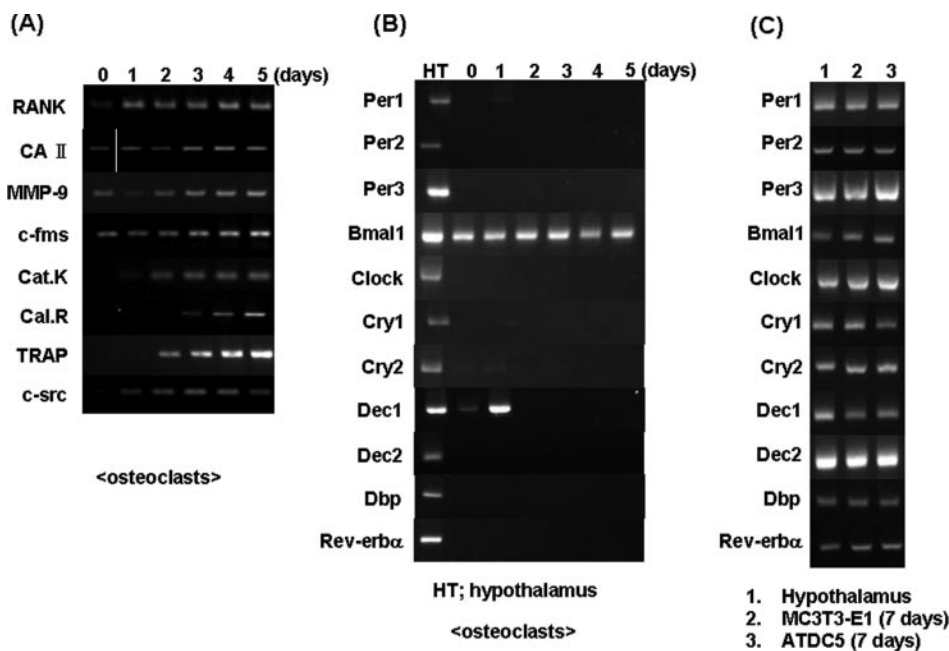 (A)
0 1 2 3 4 5 (days)
RANK
CA Ⅱ
MMP-9
c-fms
Cat.K
Cal.R
TRAP
c-src
<osteoclasts>
(B)
HT 0 1 2 3 4 5 (days)
Per1
Per2
Per3
Bmal1
Clock
Cry1
Cry2
Dec1
Dec2
Dbp
Rev-erbα
HT; hypothalamus
<osteoclasts>
(C)
1 2 3
Per1
Per2
Per3
Bmal1
Clock
Cry1
Cry2
Dec1
Dec2
Dbp
Rev-erbα
1. Hypothalamus
2. MC3T3-E1 (7 days)
3. ATDC5 (7 days)